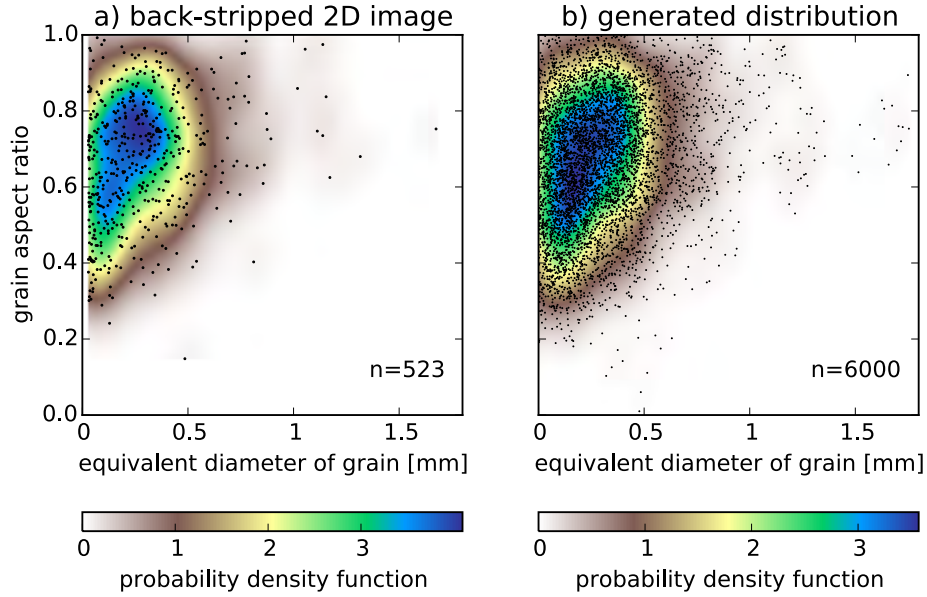 a) back-stripped 2D image
b) generated distribution
1.0
0.8
0.6
0.4
0.2
0.0
grain aspect ratio
n=523
n=6000
0 0.5 1 1.5
0 0.5 1 1.5
equivalent diameter of grain [mm]
equivalent diameter of grain [mm]
0 1 2 3
0 1 2 3
probability density function
probability density function